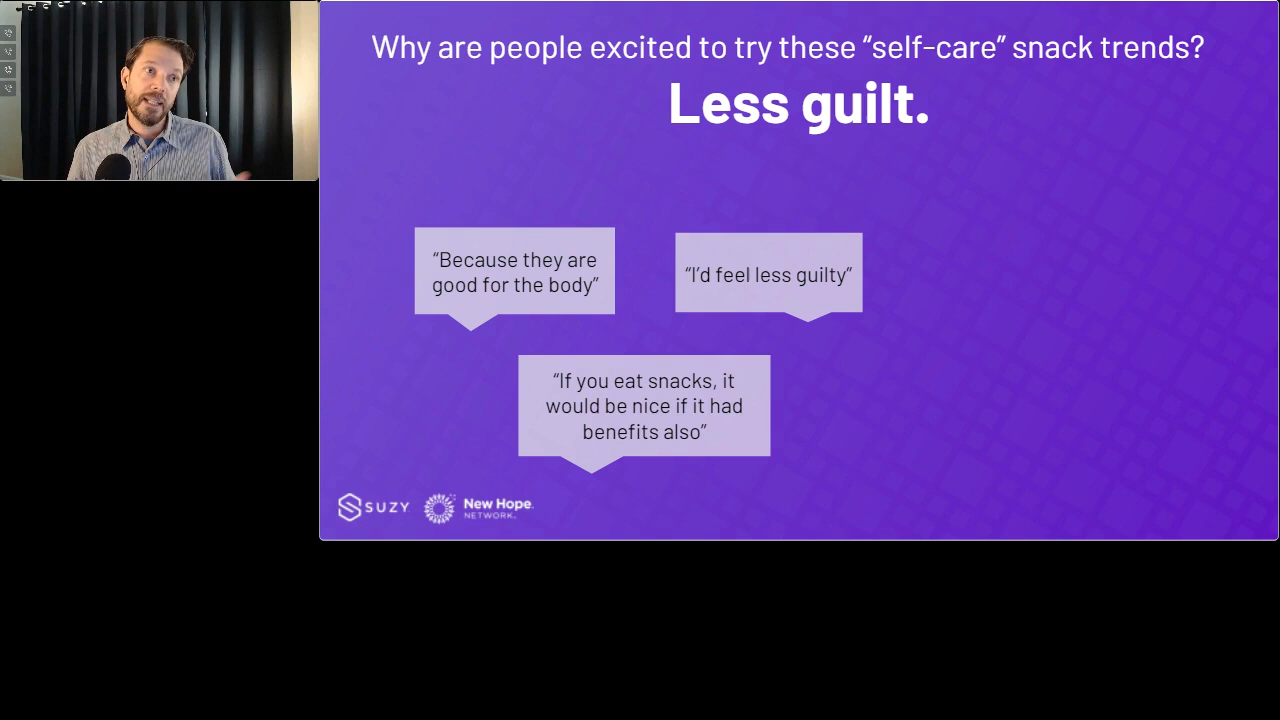 Why are people excited to try these “self-care” snack trends?
Less guilt.
“Because they are
good for the body”
“I’d feel less guilty”
“If you eat snacks, it
would be nice if it had
benefits also”
SUZY
New Hope
NETWORK